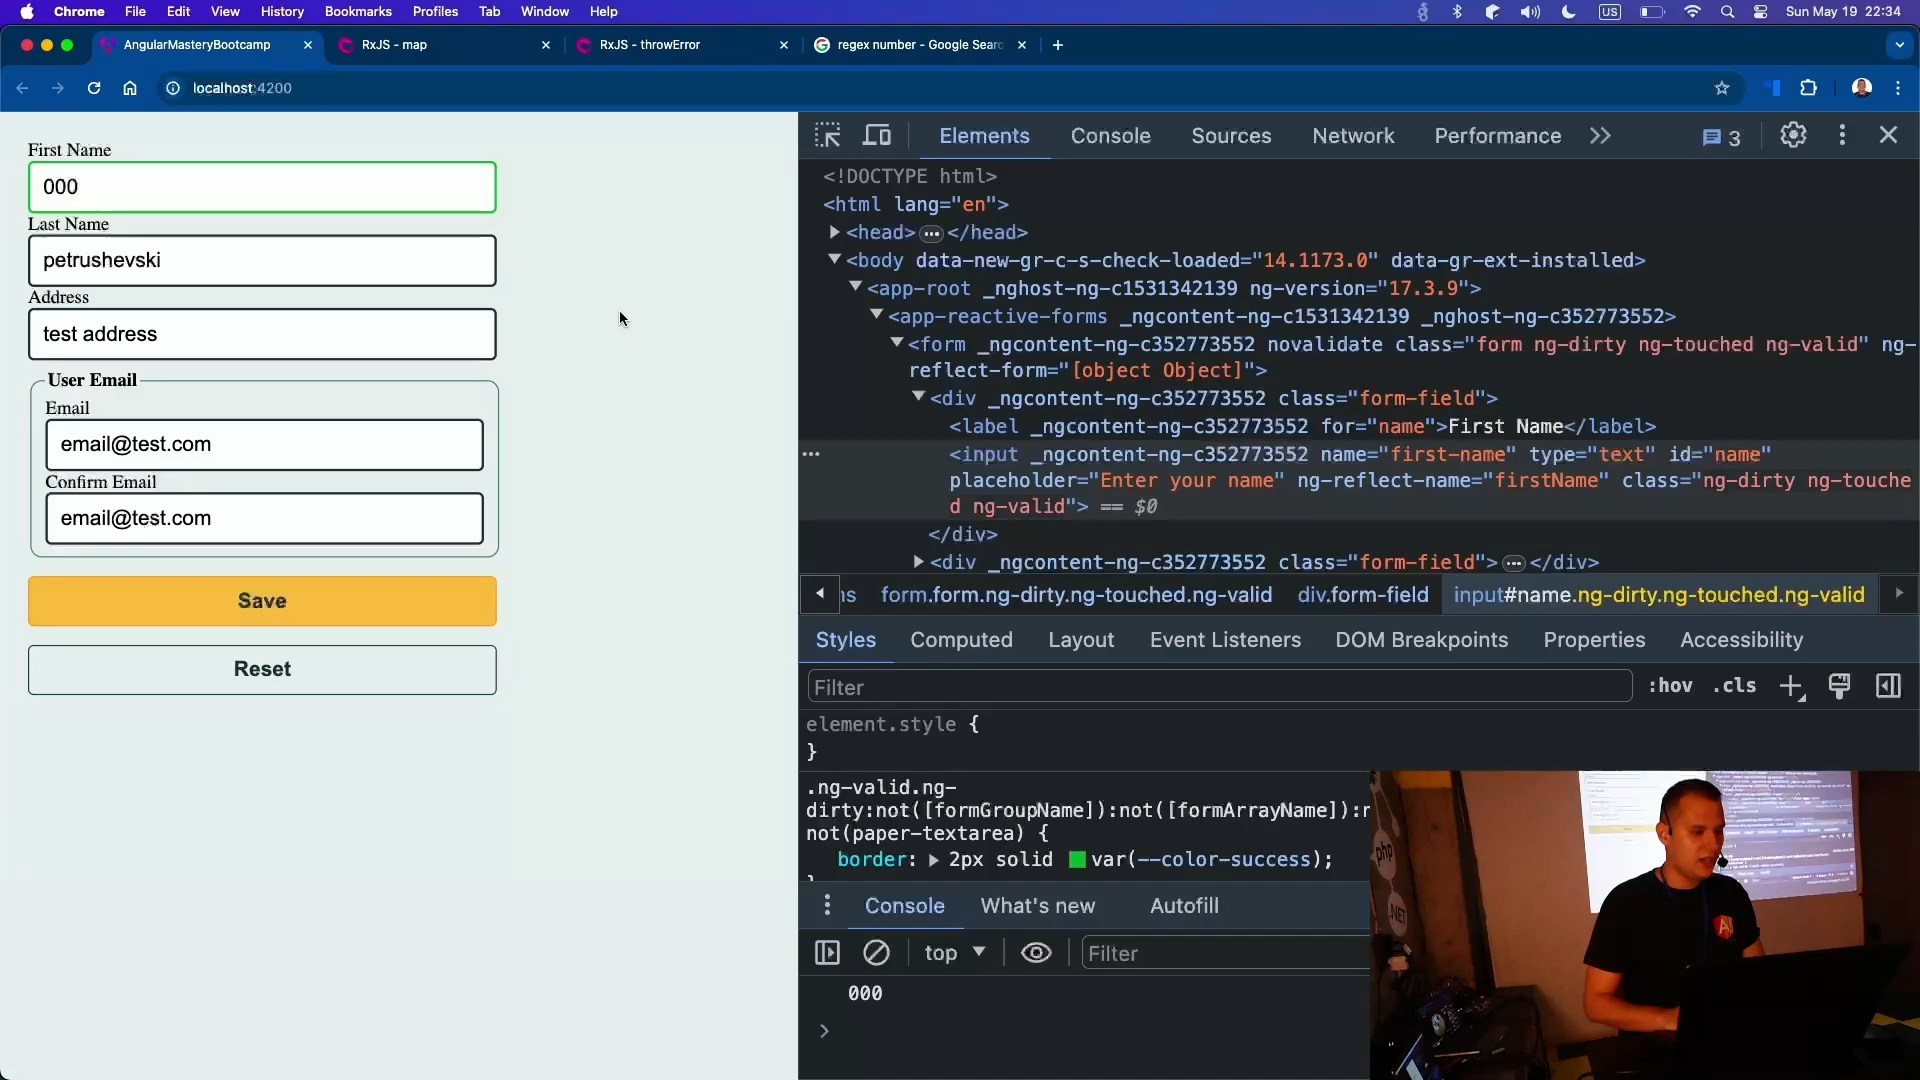 Chrome File Edit View History Bookmarks Profiles Tab Window Help US Sun May 19 22:34
AngularMasteryBootcamp RxJS - map RxJS - throwError regex number - Google Searc
localhost:4200
First Name
000
Last Name
petrushevski
Address
test address
User Email
Email
email@test.com
Confirm Email
email@test.com
Save
Reset
Elements Console Sources Network Performance 3
<!DOCTYPE html>
<html lang="en">
<head> … </head>
<body data-new-gr-c-s-check-loaded="14.1173.0" data-gr-ext-installed>
<app-root _nghost-ng-c1531342139 ng-version="17.3.9">
<app-reactive-forms _ngcontent-ng-c1531342139 _nghost-ng-c352773552>
<form _ngcontent-ng-c352773552 novalidate class="form ng-dirty ng-touched ng-valid" ng-
reflect-form="[object Object]">
<div _ngcontent-ng-c352773552 class="form-field">
<label _ngcontent-ng-c352773552 for="name">First Name</label>
<input _ngcontent-ng-c352773552 name="first-name" type="text" id="name"
placeholder="Enter your name" ng-reflect-name="firstName" class="ng-dirty ng-touche
d ng-valid"> == $0
</div>
<div _ngcontent-ng-c352773552 class="form-field"> … </div>
form.form.ng-dirty.ng-touched.ng-valid div.form-field input#name.ng-dirty.ng-touched.ng-valid
Styles Computed Layout Event Listeners DOM Breakpoints Properties Accessibility
Filter :hov .cls
element.style {
}
.ng-valid.ng-
dirty:not([formGroupName]):not([formArrayName]):n
not(paper-textarea) {
border: 2px solid var(--color-success);
Console What's new Autofill
top Filter
000
php
.NET